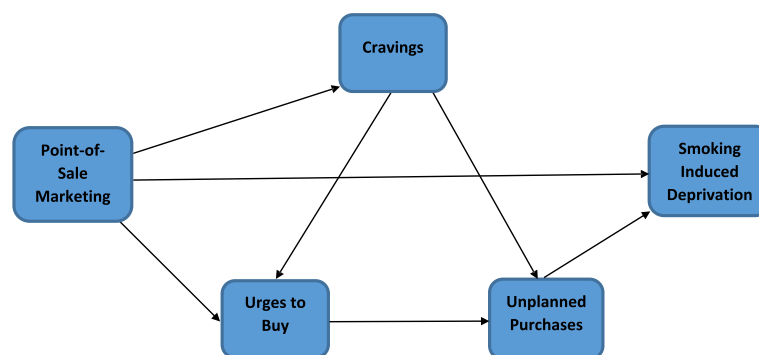 Cravings
Point-of-
Sale
Marketing
Smoking
Induced
Deprivation
Urges to
Buy
Unplanned
Purchases